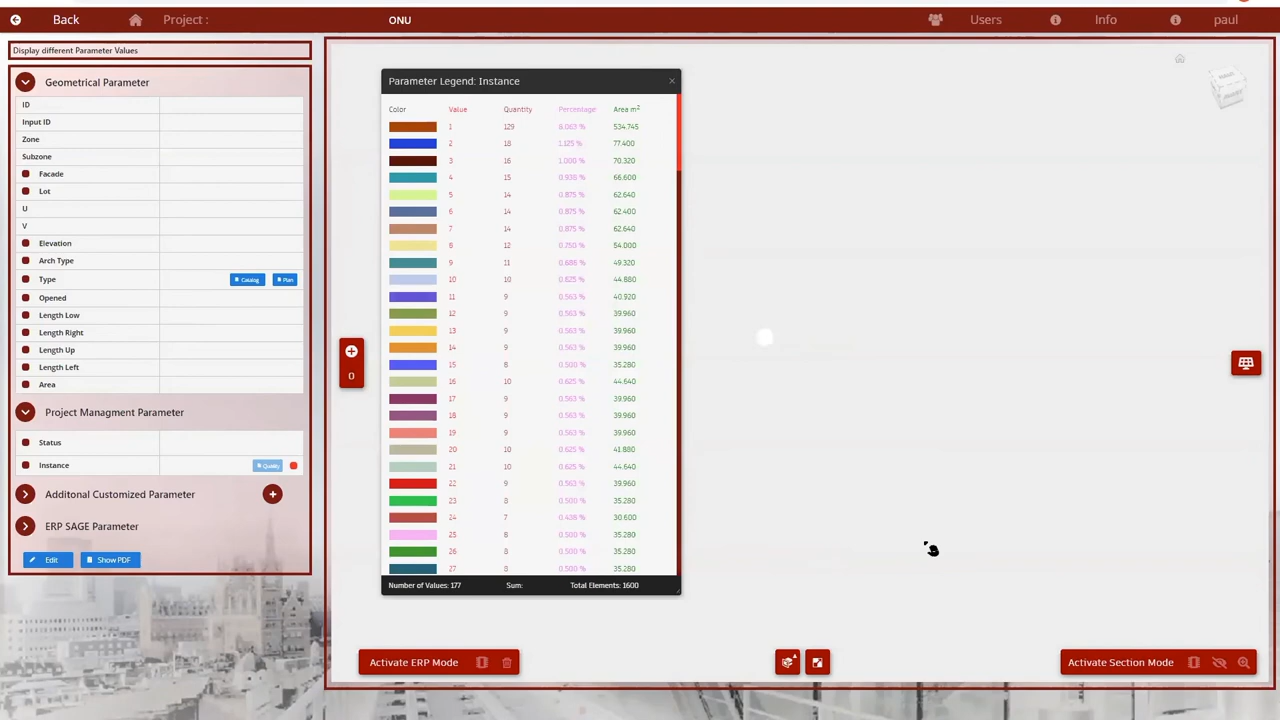 Back
Project :
ONU
Users
Info
paul
Display different Parameter Values
Geometrical Parameter
ID
Input ID
Zone
Subzone
Facade
Lot
U
V
Elevation
Arch Type
Type Catalog Plan
Opened
Length Low
Length Right
Length Up
Length Left
Area
Project Managment Parameter
Status
Instance Quality
Additonal Customized Parameter
ERP SAGE Parameter
Edit
Show PDF
0
Parameter Legend: Instance
Color Value Quantity Percentage Area m²
1 129 8.063 % 534.745
2 18 1.125 % 77.400
3 16 1.000 % 70.320
4 15 0.938 % 66.600
5 14 0.875 % 62.640
6 14 0.875 % 62.400
7 14 0.875 % 62.640
8 12 0.750 % 54.000
9 11 0.688 % 49.320
10 10 0.625 % 44.880
11 9 0.563 % 40.920
12 9 0.563 % 39.960
13 9 0.563 % 39.960
14 9 0.563 % 39.960
15 8 0.500 % 35.280
16 10 0.625 % 44.640
17 9 0.563 % 39.960
18 9 0.563 % 39.960
19 9 0.563 % 39.960
20 10 0.625 % 41.880
21 10 0.625 % 44.640
22 9 0.563 % 39.960
23 8 0.500 % 35.280
24 7 0.438 % 30.600
25 8 0.500 % 35.280
26 8 0.500 % 35.280
27 8 0.500 % 35.280
Number of Values: 177 Sum: Total Elements: 1600
Activate ERP Mode
Activate Section Mode